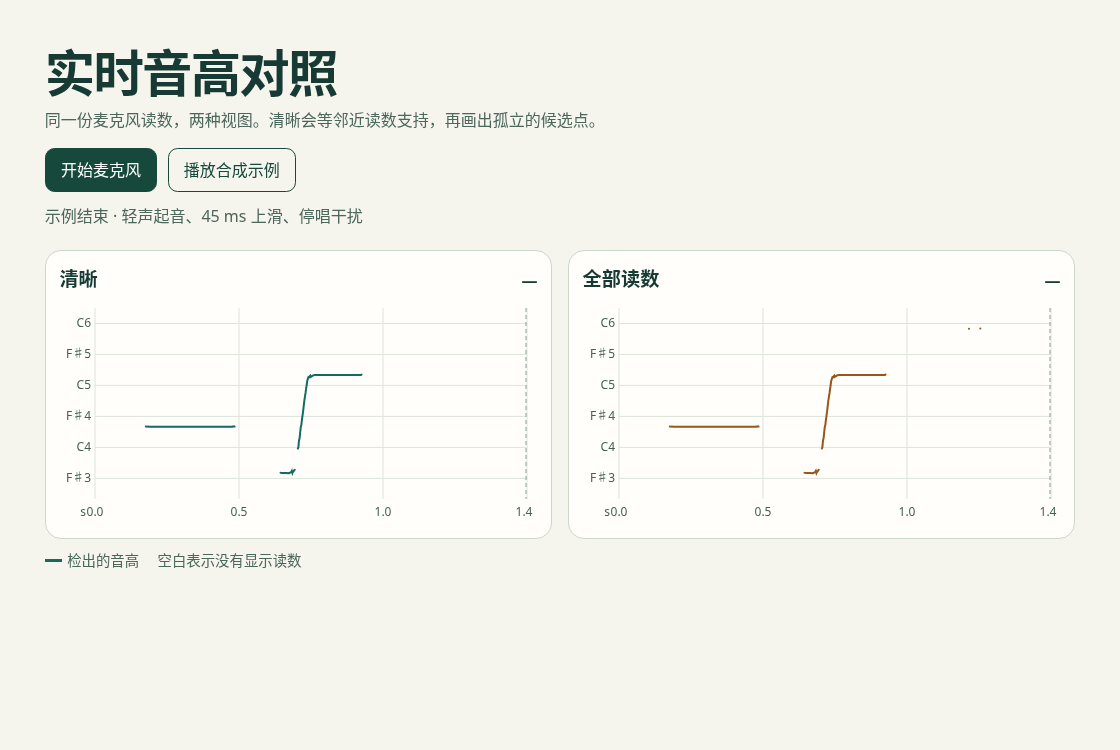 实时音高对照
同一份麦克风读数，两种视图。清晰会等邻近读数支持，再画出孤立的候选点。
开始麦克风 播放合成示例
示例结束 · 轻声起音、45 ms 上滑、停唱干扰
清晰 —
C6
F♯5
C5
F♯4
C4
F♯3
s0.0 0.5 1.0 1.4
全部读数 —
C6
F♯5
C5
F♯4
C4
F♯3
s0.0 0.5 1.0 1.4
检出的音高 空白表示没有显示读数